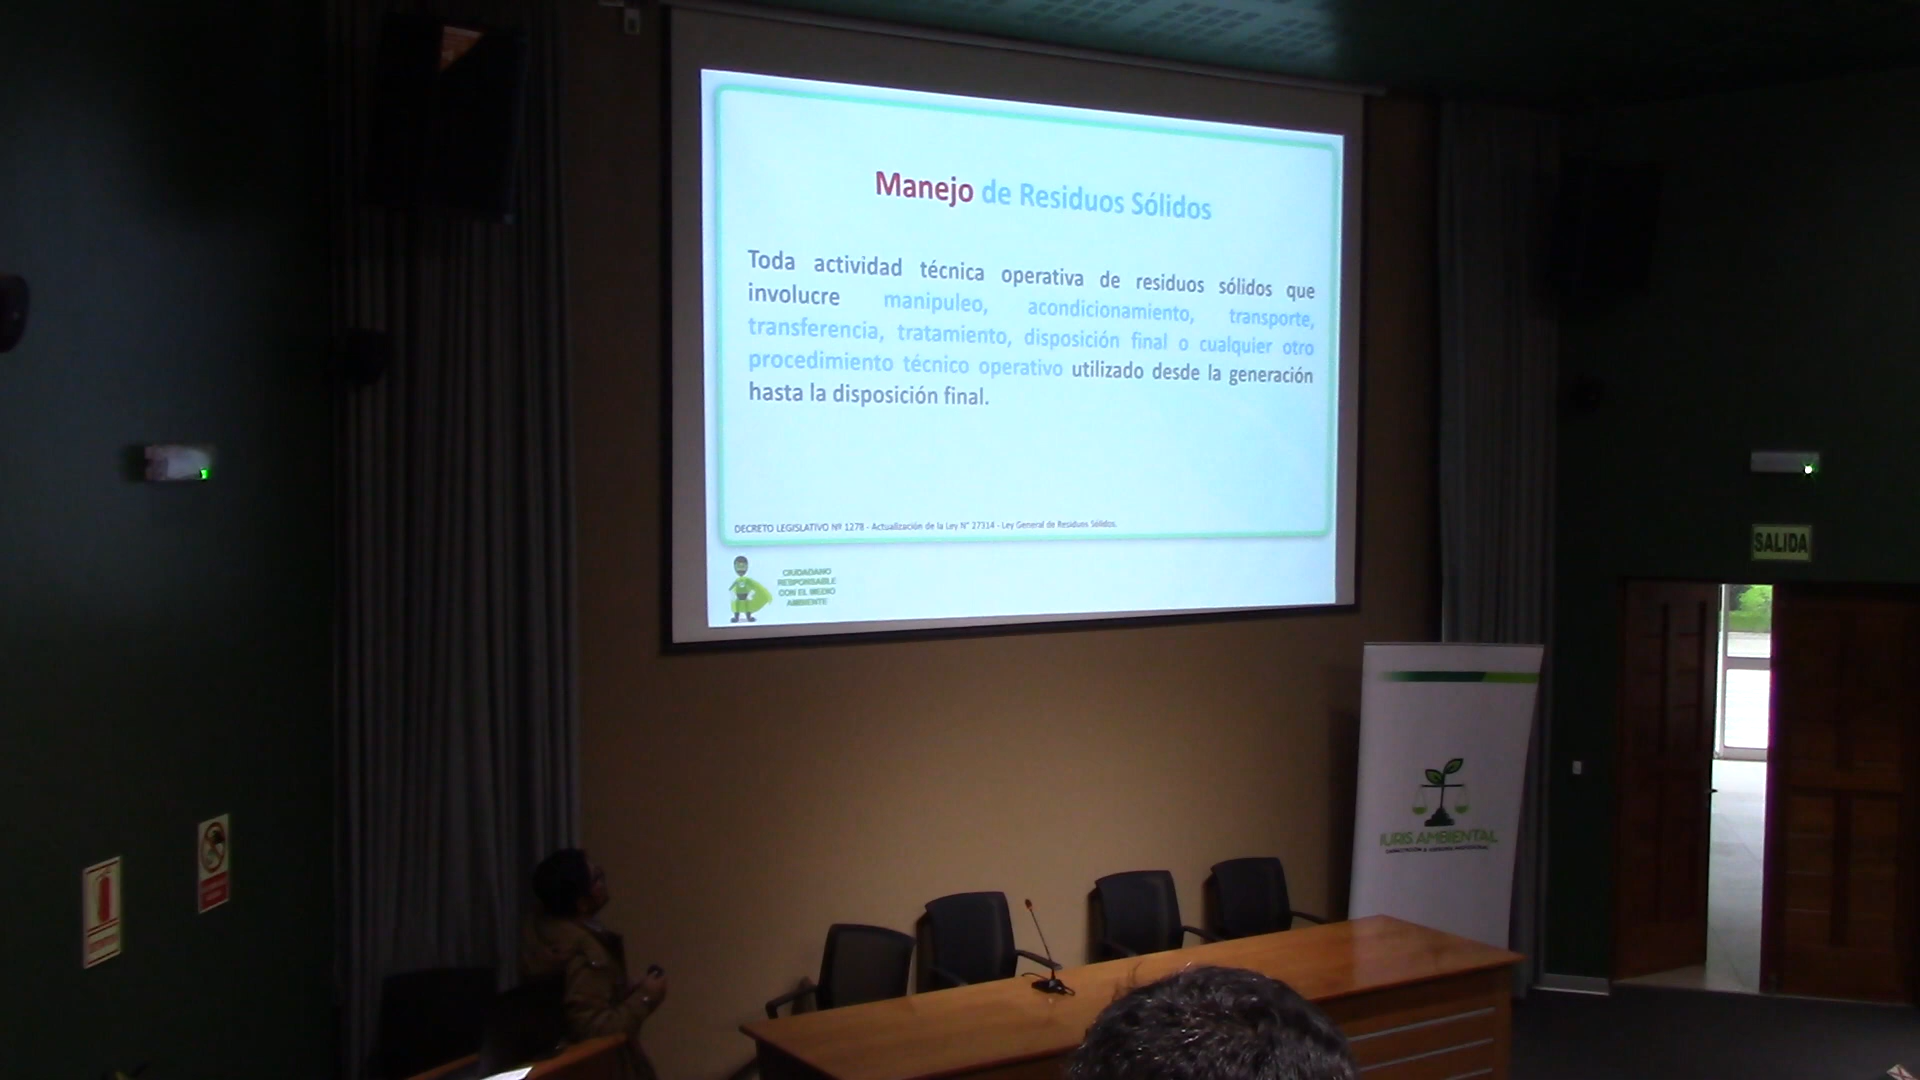 Manejo de Residuos Sólidos
Toda actividad técnica operativa de residuos sólidos que
involucre manipuleo, acondicionamiento, transporte,
transferencia, tratamiento, disposición final o cualquier otro
procedimiento técnico operativo utilizado desde la generación
hasta la disposición final.
DECRETO LEGISLATIVO Nº 1278 - Actualización de la Ley N° 27314 - Ley General de Residuos Sólidos.
CIUDADANO
RESPONSABLE
CON EL MEDIO
AMBIENTE
SALIDA
IURIS AMBIENTAL